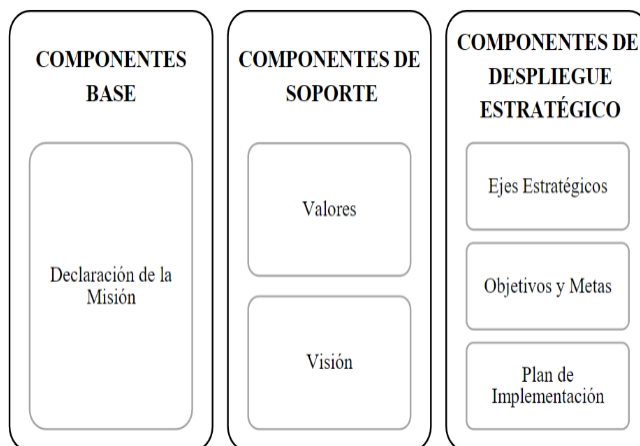 COMPONENTES
BASE
Declaración de la
Misión
COMPONENTES DE
SOPORTE
Valores
Visión
COMPONENTES DE
DESPLIEGUE
ESTRATÉGICO
Ejes Estratégicos
Objetivos y Metas
Plan de
Implementación